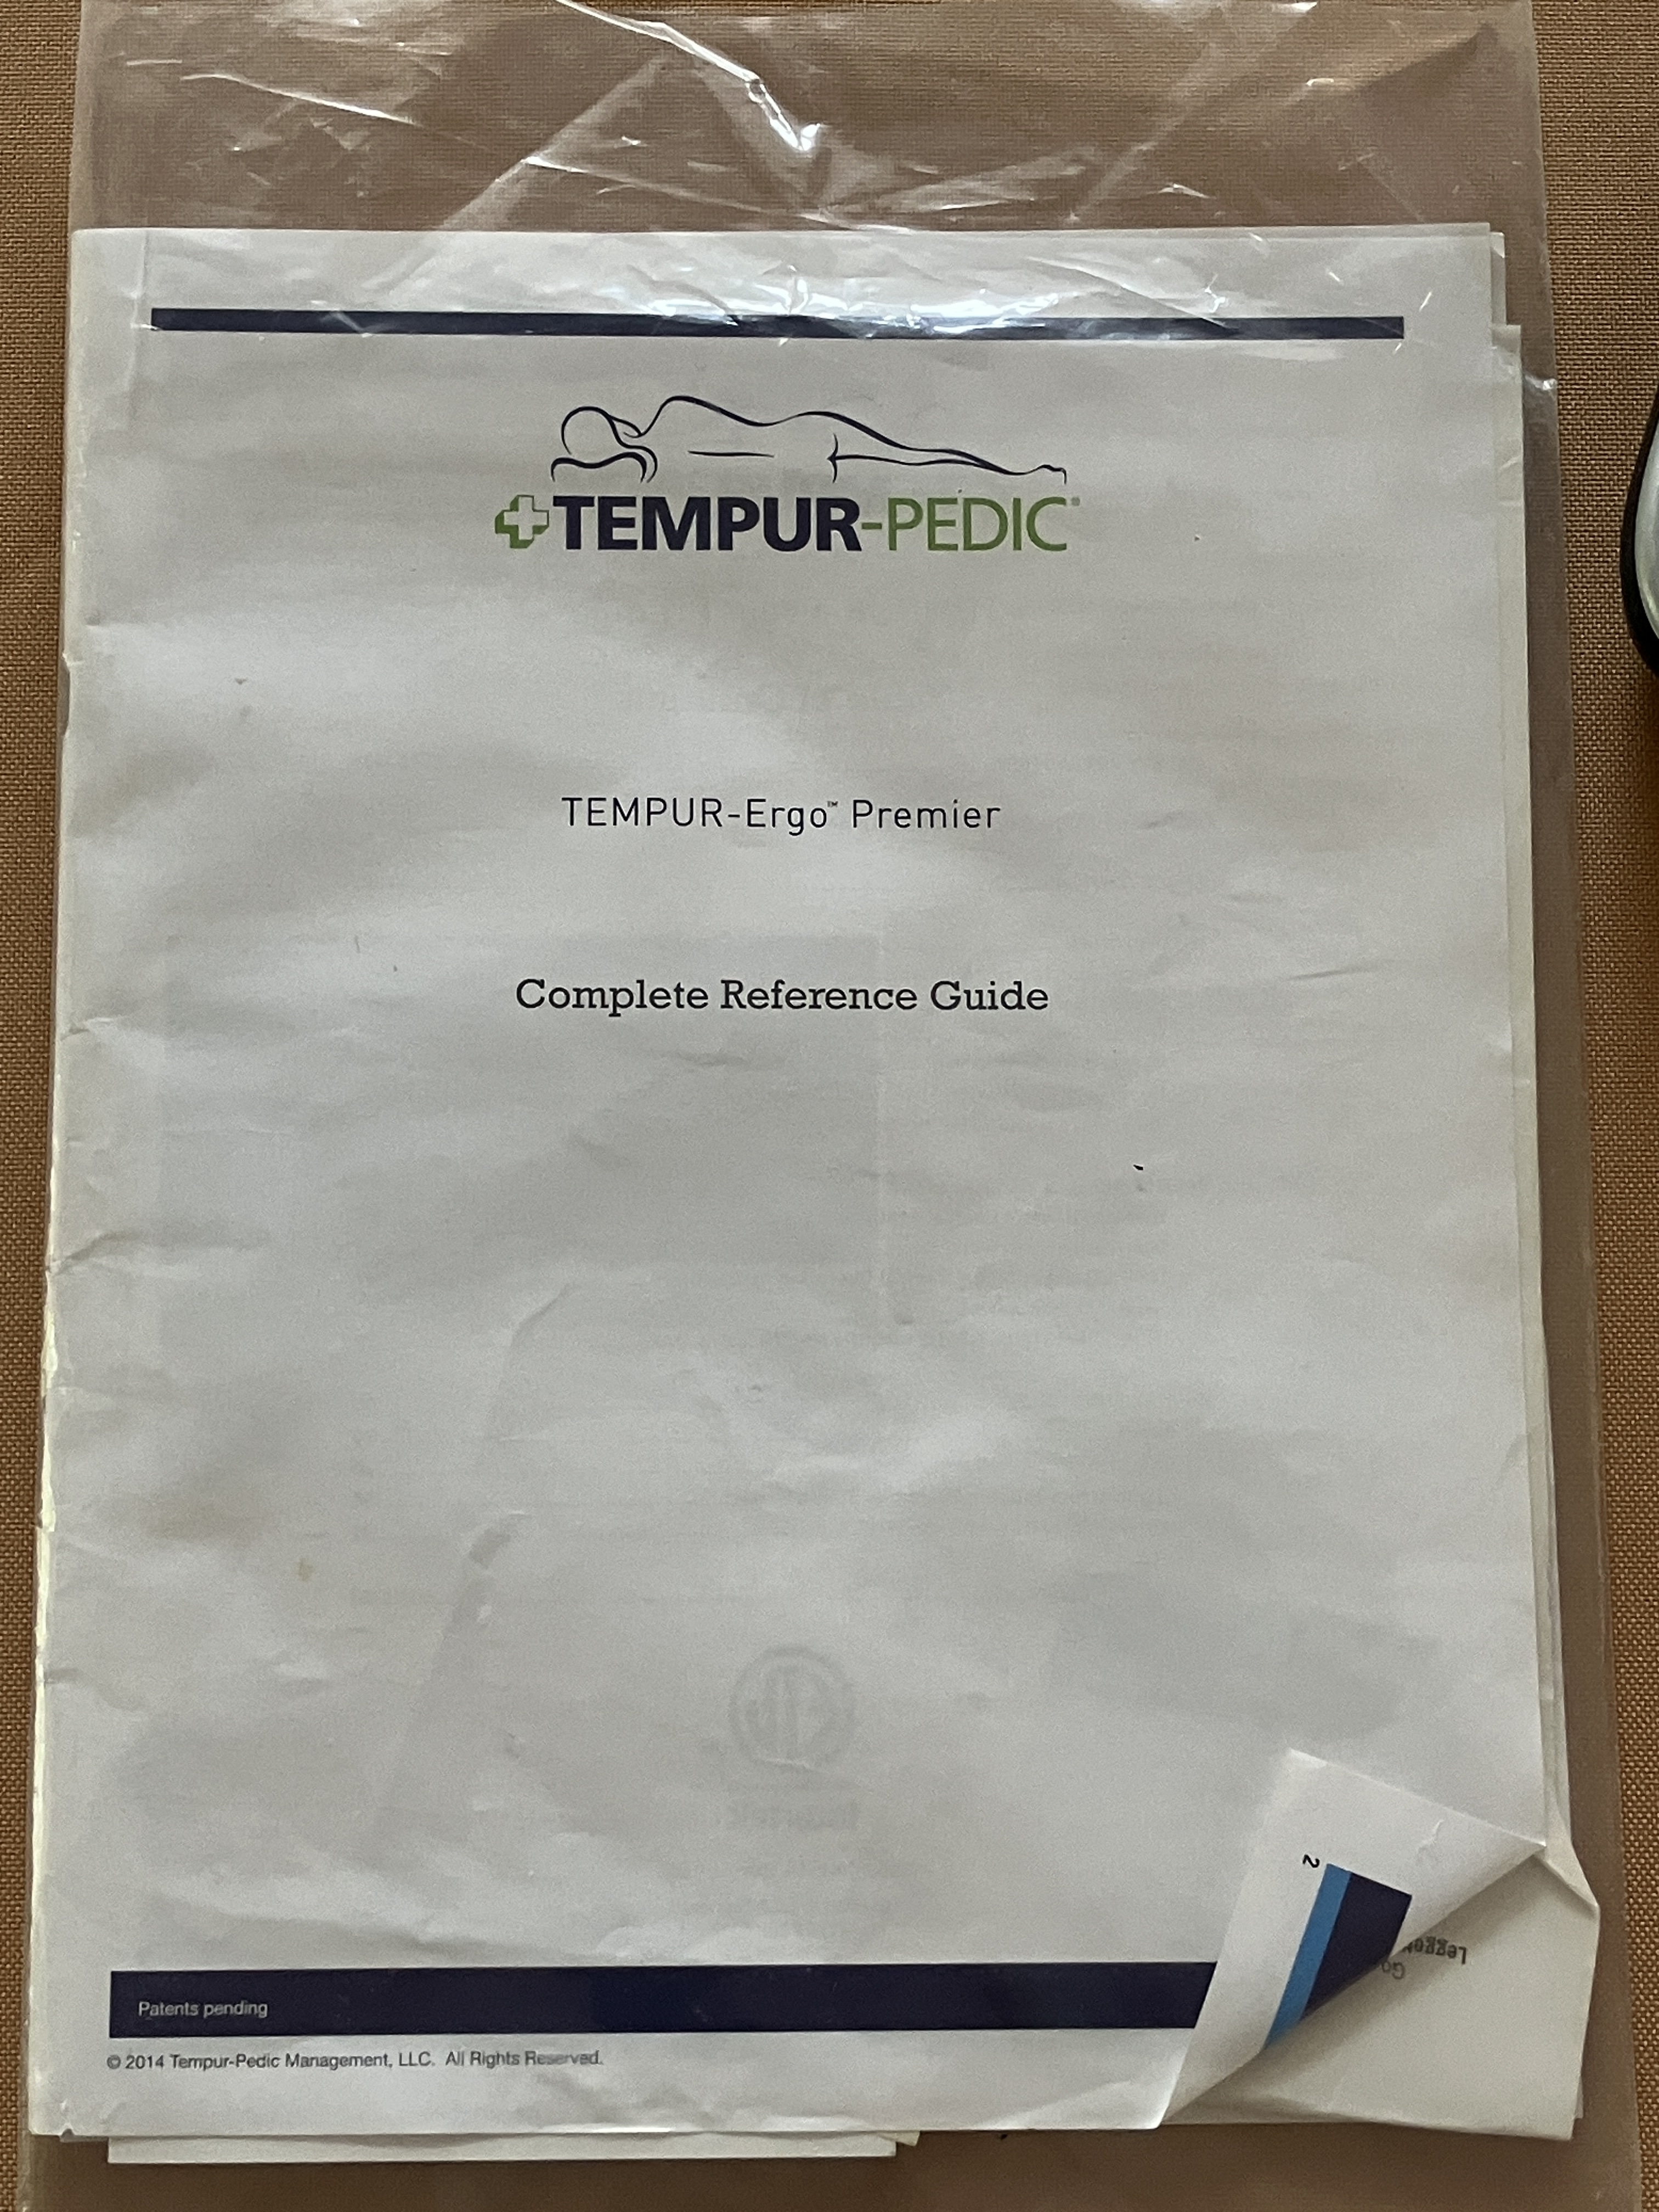 TEMPUR-PEDIC®
TEMPUR-Ergo™ Premier
Complete Reference Guide
2
Patents pending
© 2014 Tempur-Pedic Management, LLC. All Rights Reserved.